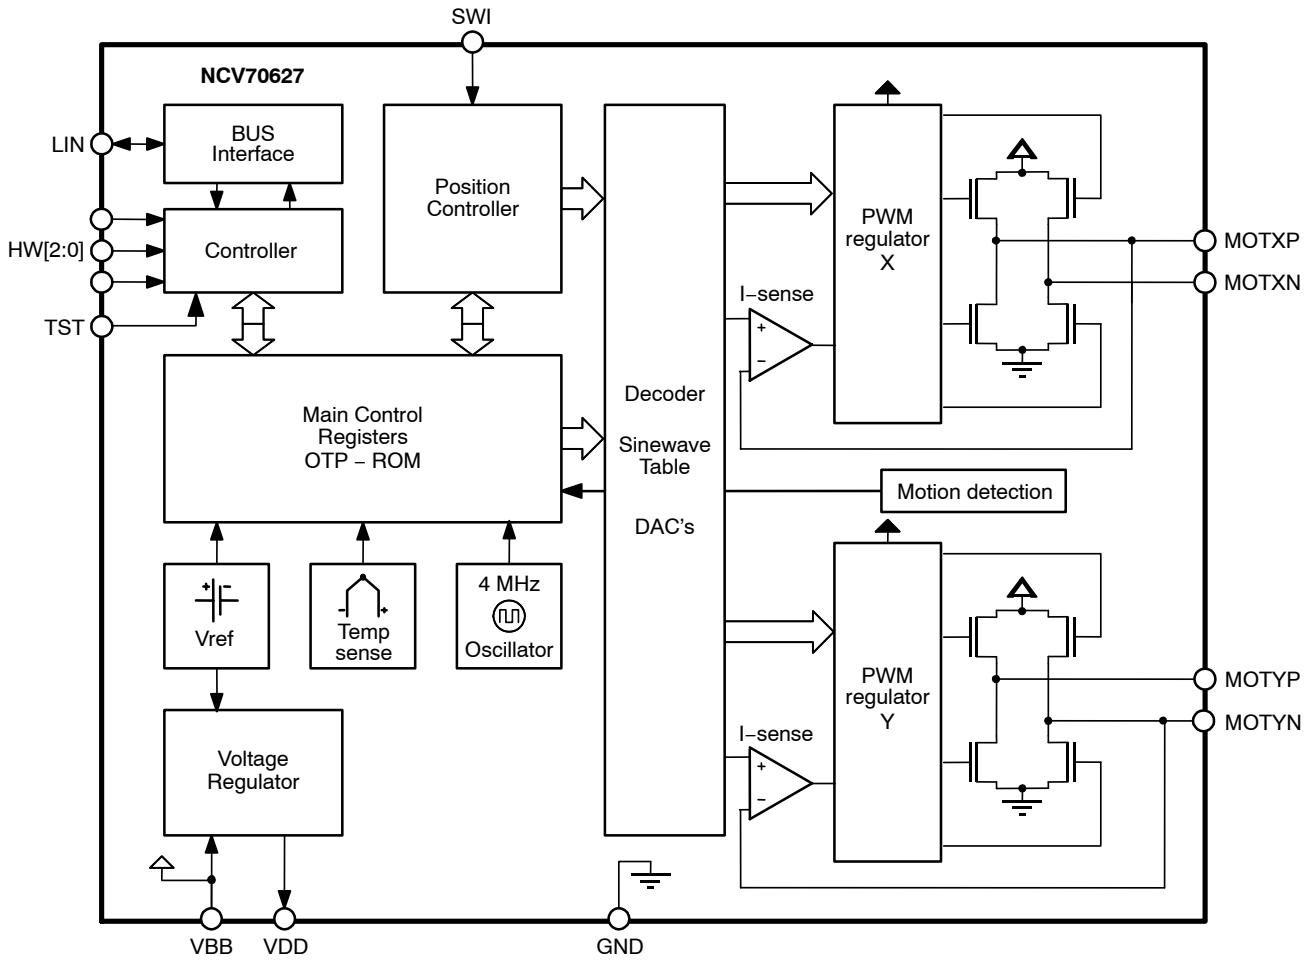 SWI
NCV70627
LIN
BUS
Interface
Position
Controller
HW[2:0]
Controller
TST
PWM
regulator
X
MOTXP
MOTXN
I−sense
+
−
Main Control
Registers
OTP − ROM
Decoder
Sinewave
Table
DAC's
Motion detection
+ −
Vref
− +
Temp
sense
4 MHz
Oscillator
PWM
regulator
Y
MOTYP
MOTYN
I−sense
+
−
Voltage
Regulator
VBB
VDD
GND